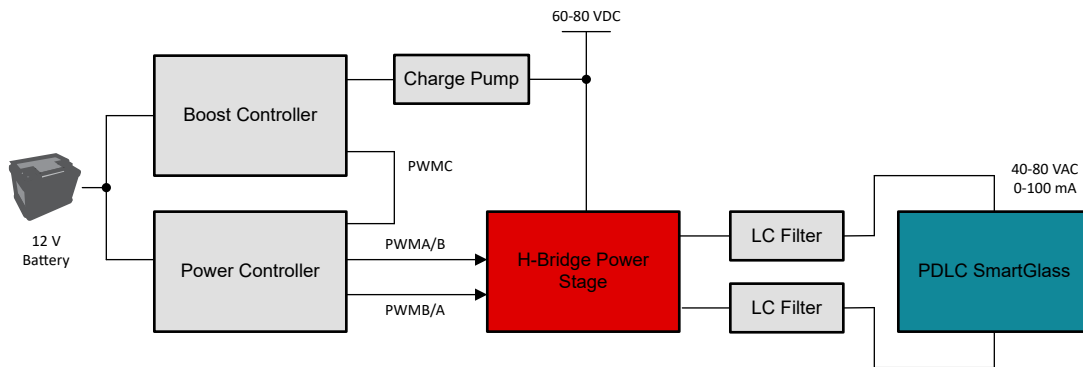 60-80 VDC
Charge Pump
Boost Controller
PWMC
40-80 VAC
0-100 mA
12 V
Battery
Power Controller
PWMA/B
PWMB/A
H-Bridge Power
Stage
LC Filter
LC Filter
PDLC SmartGlass